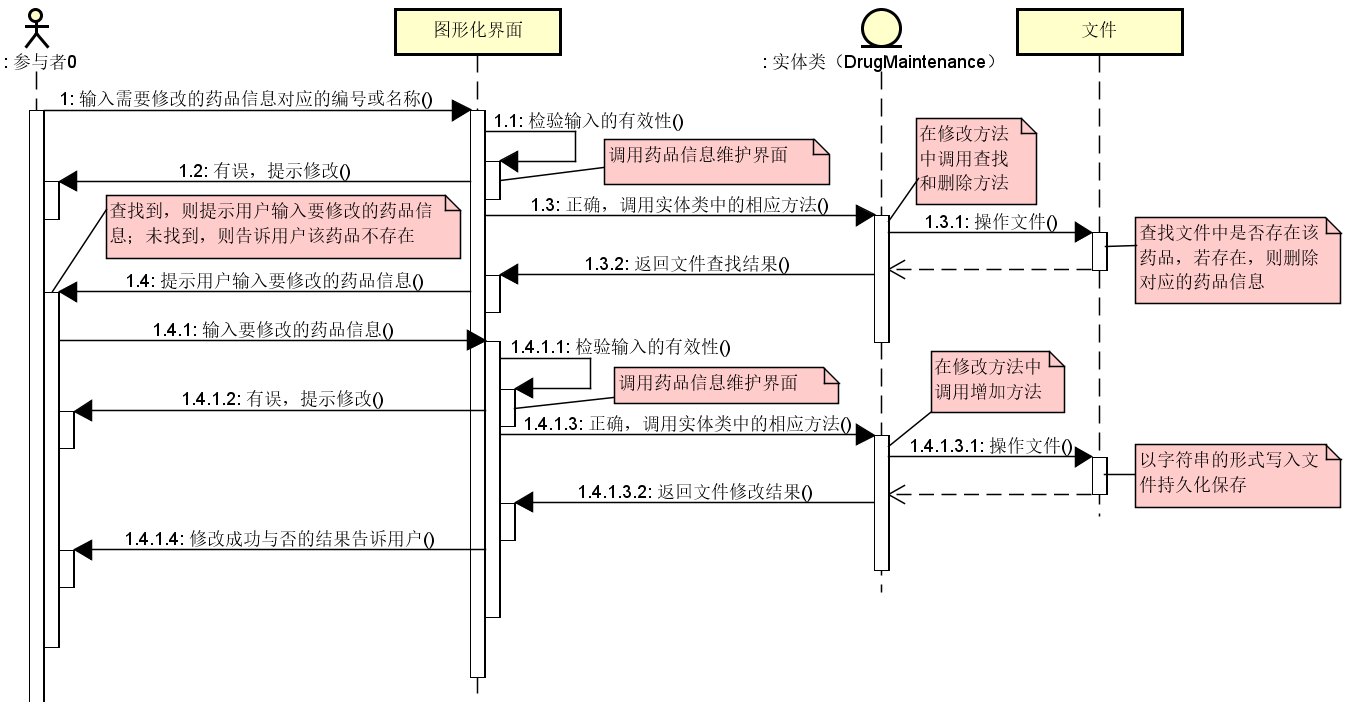 图形化界面
文件
: 参与者0
: 实体类（DrugMaintenance）
1: 输入需要修改的药品信息对应的编号或名称()
1.1: 检验输入的有效性()
在修改方法
中调用查找
和删除方法
调用药品信息维护界面
1.2: 有误，提示修改()
1.3: 正确，调用实体类中的相应方法()
查找到，则提示用户输入要修改的药品信
息；未找到，则告诉用户该药品不存在
1.3.1: 操作文件()
查找文件中是否存在该
药品，若存在，则删除
对应的药品信息
1.3.2: 返回文件查找结果()
1.4: 提示用户输入要修改的药品信息()
1.4.1: 输入要修改的药品信息()
1.4.1.1: 检验输入的有效性()
在修改方法中
调用增加方法
调用药品信息维护界面
1.4.1.2: 有误，提示修改()
1.4.1.3: 正确，调用实体类中的相应方法()
1.4.1.3.1: 操作文件()
以字符串的形式写入文
件持久化保存
1.4.1.3.2: 返回文件修改结果()
1.4.1.4: 修改成功与否的结果告诉用户()